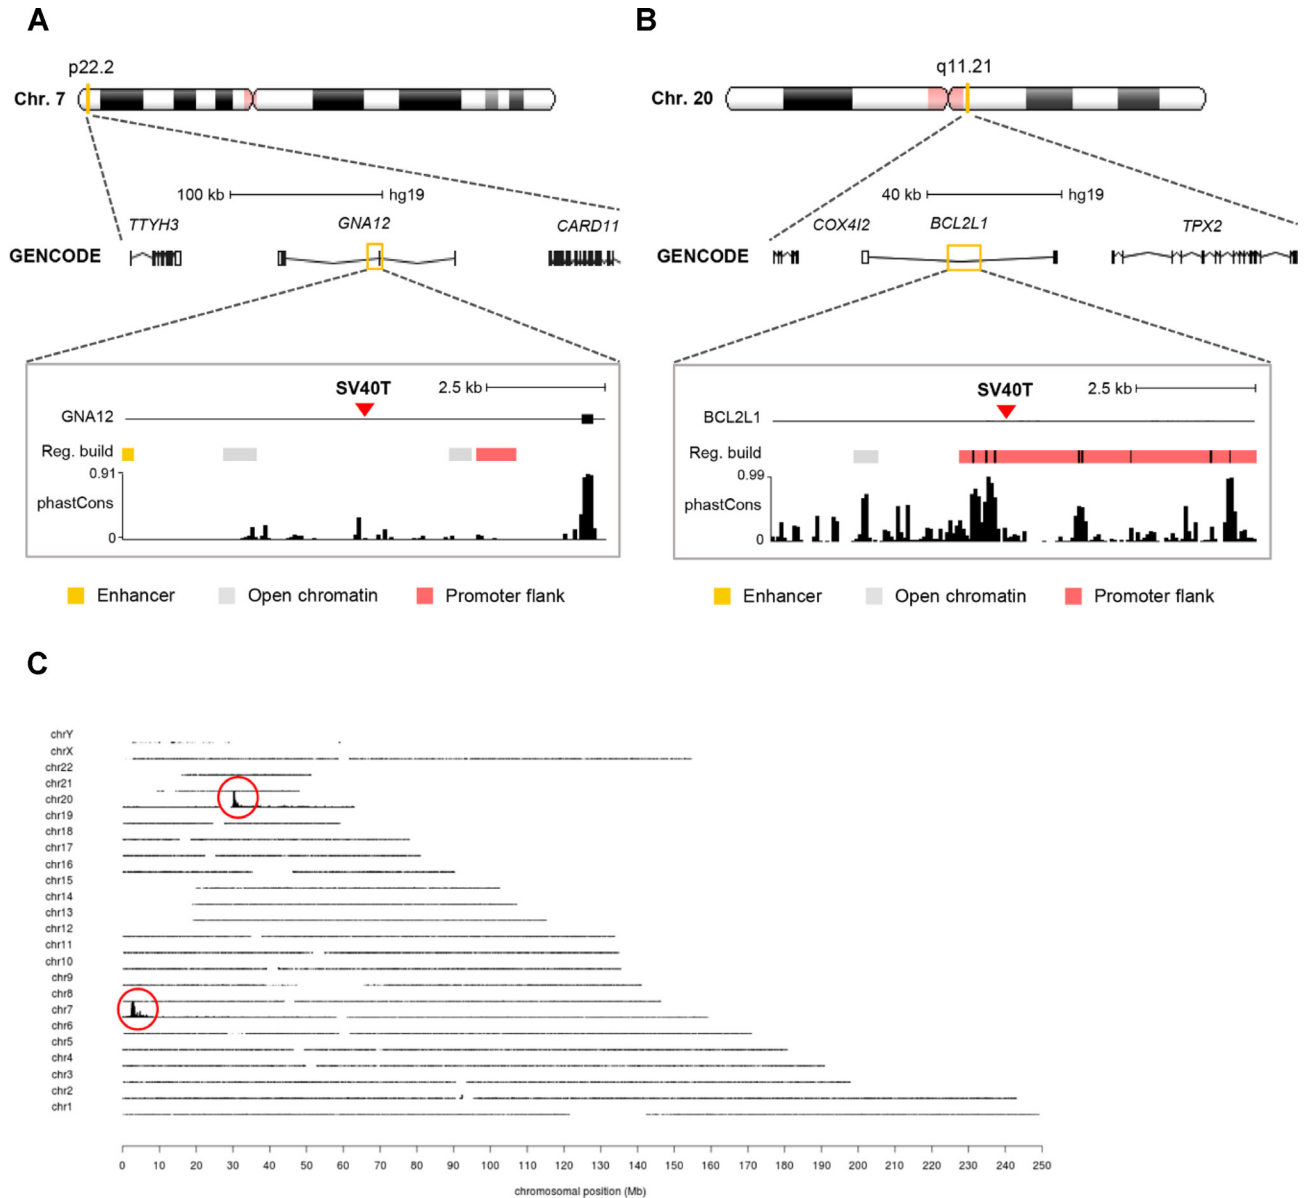 A
p22.2
Chr. 7
100 kb hg19
TTYH3 GNA12 CARD11
GENCODE
SV40T 2.5 kb
GNA12
Reg. build
0.91
phastCons
0
Enhancer Open chromatin Promoter flank
B
q11.21
Chr. 20
40 kb hg19
COX4I2 BCL2L1 TPX2
GENCODE
SV40T 2.5 kb
BCL2L1
Reg. build
0.99
phastCons
0
Enhancer Open chromatin Promoter flank
C
chrY
chrX
chr22
chr21
chr20
chr19
chr18
chr17
chr16
chr15
chr14
chr13
chr12
chr11
chr10
chr9
chr8
chr7
chr6
chr5
chr4
chr3
chr2
chr1
0 10 20 30 40 50 60 70 80 90 100 110 120 130 140 150 160 170 180 190 200 210 220 230 240 250
chromosomal position (Mb)